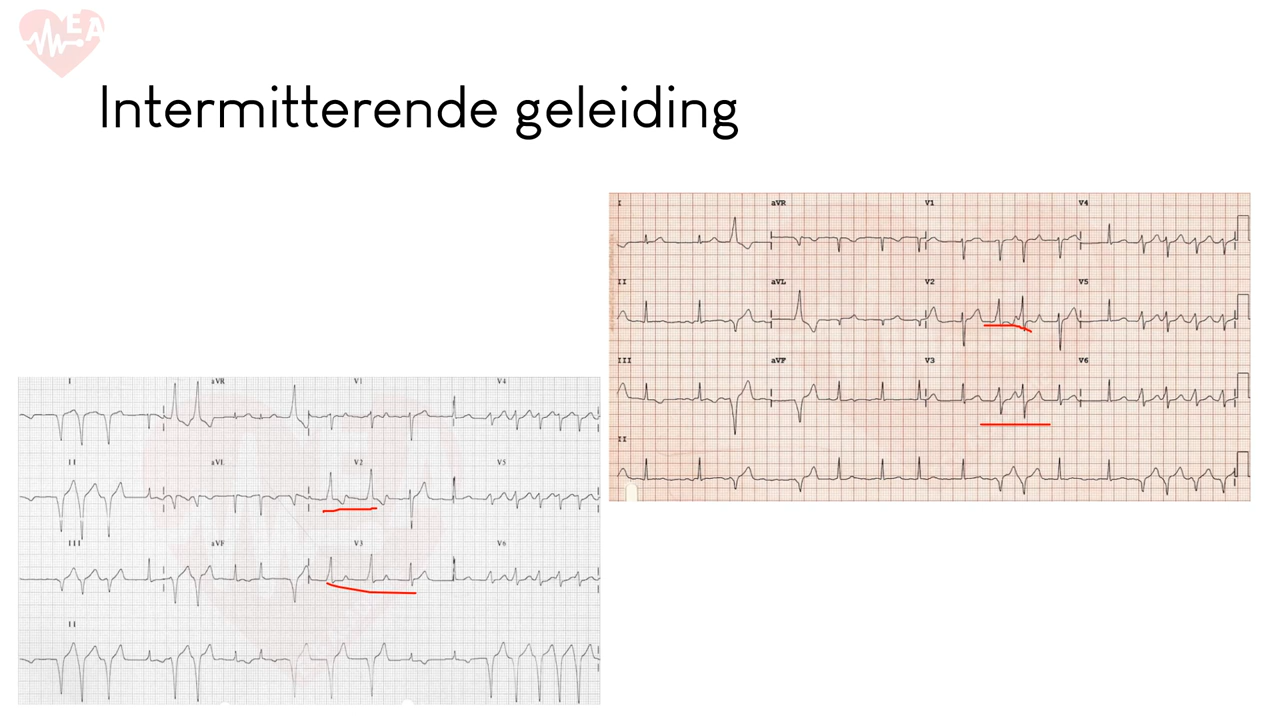 EA
Intermitterende geleiding
I aVR V1 V4
II aVL V2 V5
III aVF V3 V6
II
I aVR V1 V4
II aVL V2 V5
III aVF V3 V6
II